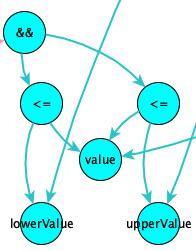 &&
<= <=
value
lowerValue upperValue